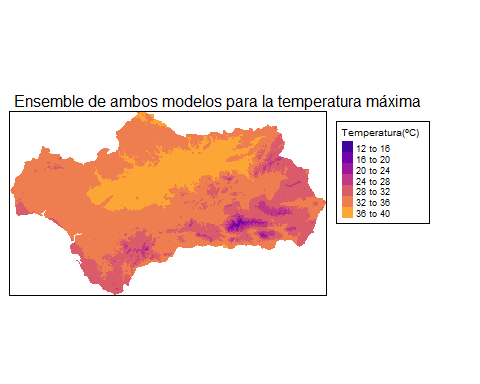 Ensemble de ambos modelos para la temperatura máxima
Temperatura(ºC)
12 to 16
16 to 20
20 to 24
24 to 28
28 to 32
32 to 36
36 to 40